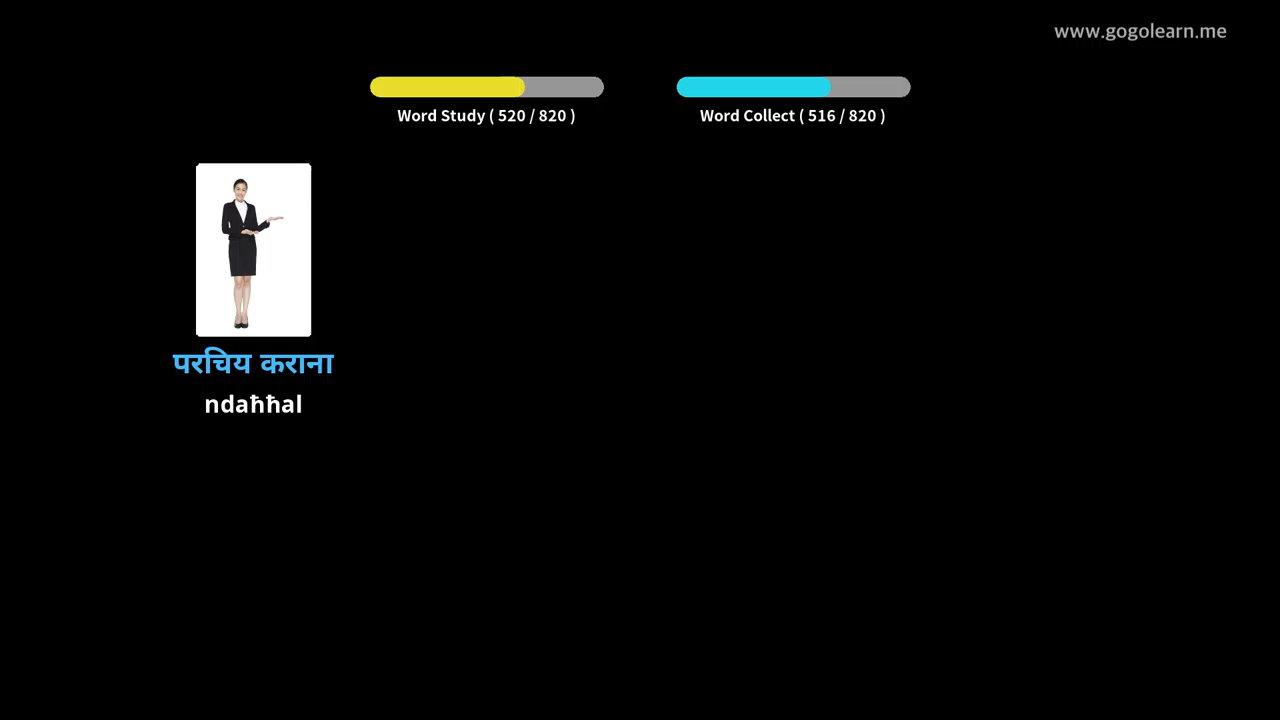 www.gogolearn.me
Word Study ( 520 / 820 )
Word Collect ( 516 / 820 )
परिचय कराना
ndaħħal